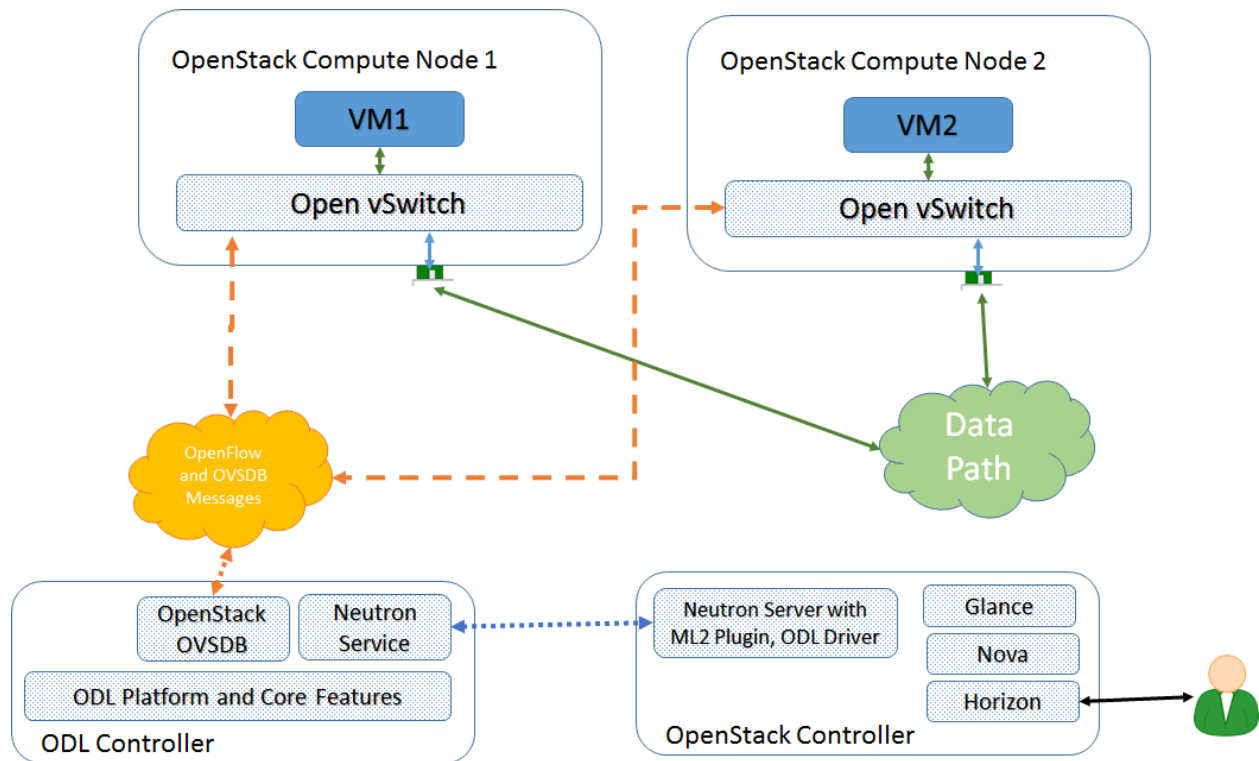 OpenStack Compute Node 1
VM1
Open vSwitch
OpenStack Compute Node 2
VM2
Open vSwitch
OpenFlow
and OVSDB
Messages
Data
Path
OpenStack
OVSDB
Neutron
Service
ODL Platform and Core Features
ODL Controller
Neutron Server with
ML2 Plugin, ODL Driver
Glance
Nova
Horizon
OpenStack Controller